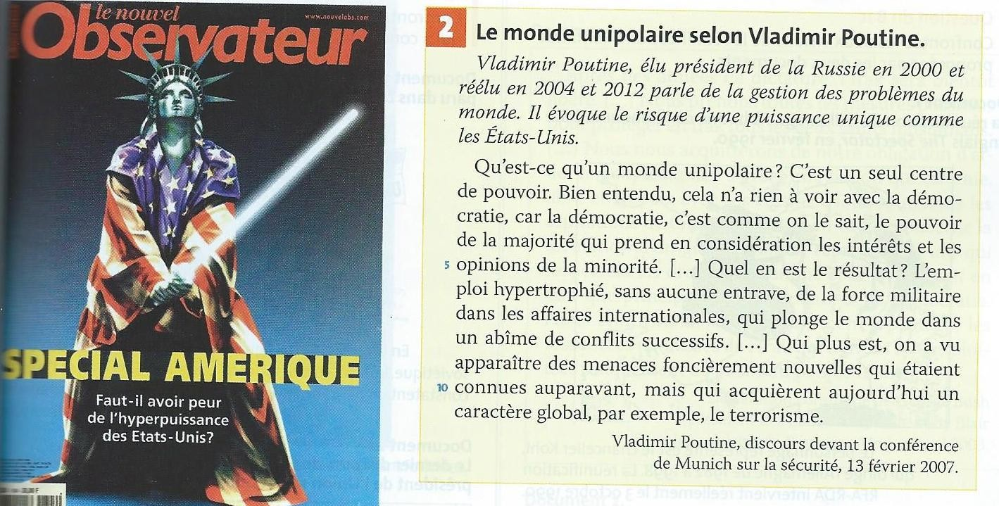 le nouvel
Observateur
www.nouvelobs.com
SPECIAL AMERIQUE
Faut-il avoir peur
de l'hyperpuissance
des Etats-Unis?
2 Le monde unipolaire selon Vladimir Poutine.
Vladimir Poutine, élu président de la Russie en 2000 et
réélu en 2004 et 2012 parle de la gestion des problèmes du
monde. Il évoque le risque d'une puissance unique comme
les États-Unis.
Qu'est-ce qu'un monde unipolaire? C'est un seul centre
de pouvoir. Bien entendu, cela n'a rien à voir avec la démo-
cratie, car la démocratie, c'est comme on le sait, le pouvoir
de la majorité qui prend en considération les intérêts et les
5 opinions de la minorité. [...] Quel en est le résultat? L'em-
ploi hypertrophié, sans aucune entrave, de la force militaire
dans les affaires internationales, qui plonge le monde dans
un abîme de conflits successifs. [...] Qui plus est, on a vu
apparaître des menaces foncièrement nouvelles qui étaient
10 connues auparavant, mais qui acquièrent aujourd'hui un
caractère global, par exemple, le terrorisme.
Vladimir Poutine, discours devant la conférence
de Munich sur la sécurité, 13 février 2007.